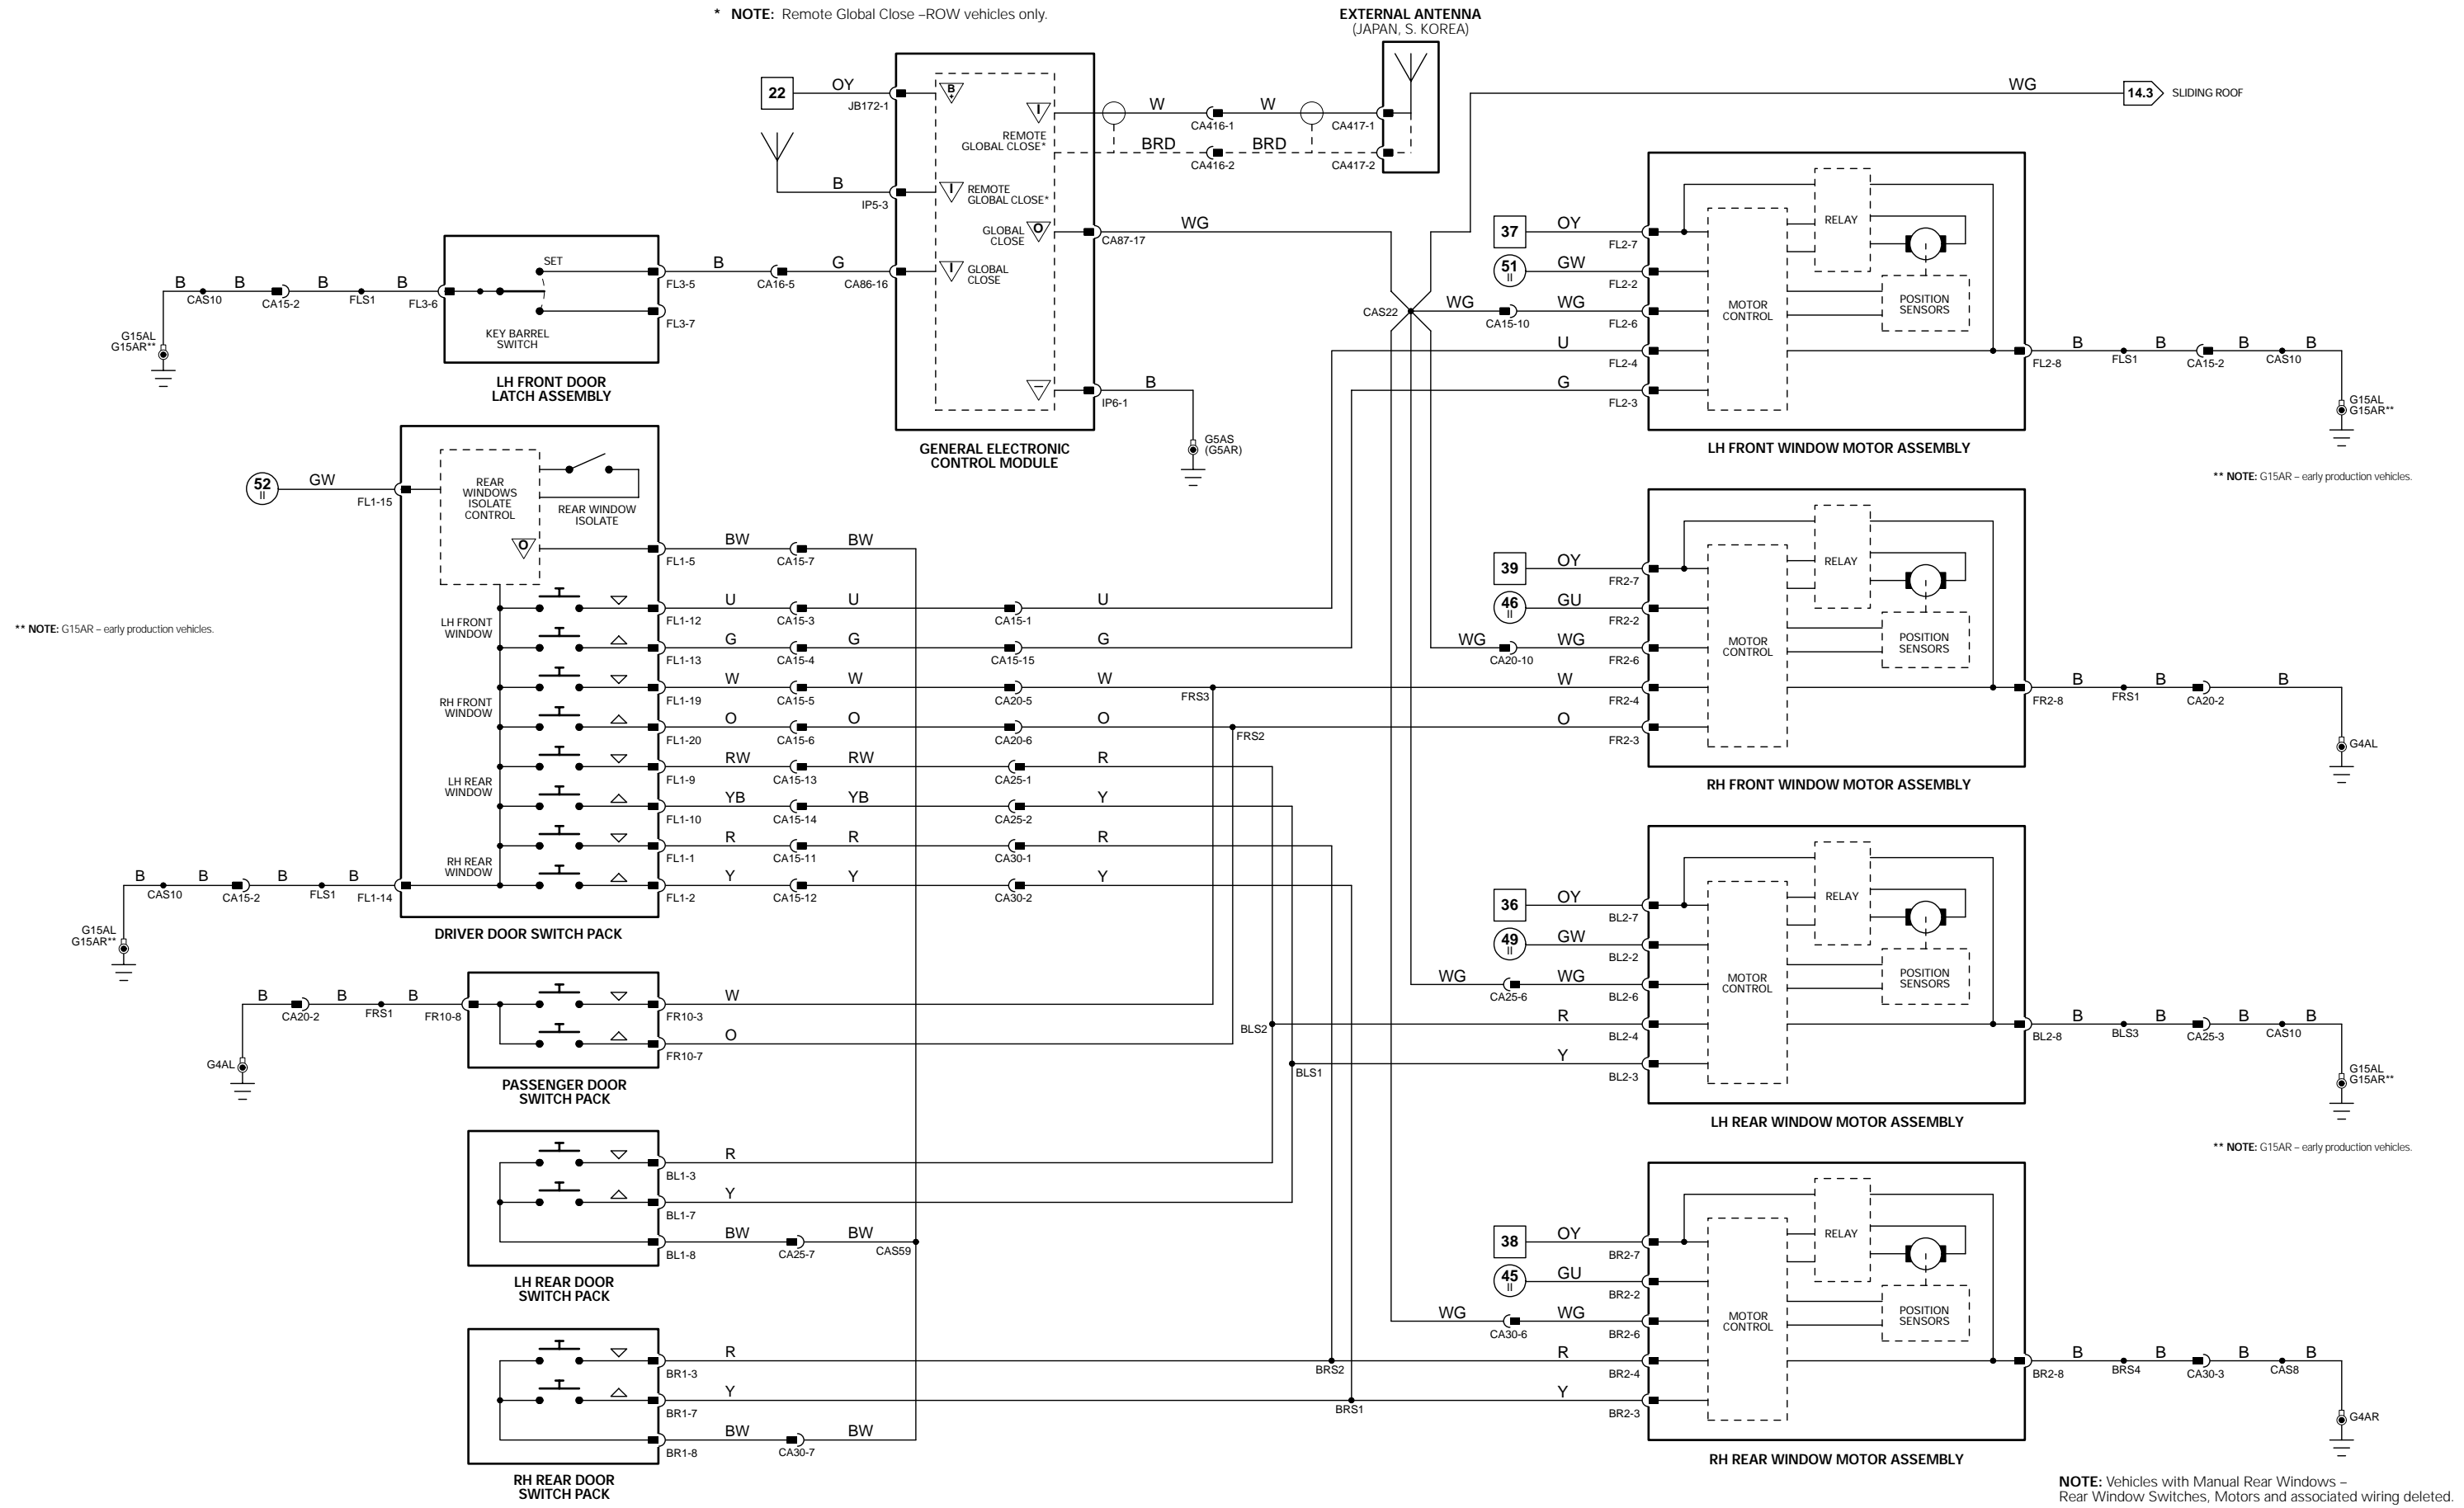 * NOTE: Remote Global Close –ROW vehicles only.
EXTERNAL ANTENNA
(JAPAN, S. KOREA)
22
OY
JB172-1
B
+
I
REMOTE
GLOBAL CLOSE*
B
IP5-3
I
REMOTE
GLOBAL CLOSE*
GLOBAL
CLOSE
O
CA87-17
WG
I
GLOBAL
CLOSE
–
IP6-1
B
G5AS
(G5AR)
GENERAL ELECTRONIC
CONTROL MODULE
W
CA416-1
W
CA417-1
BRD
CA416-2
BRD
CA417-2
WG
14.3
SLIDING ROOF
B
CAS10
B
CA15-2
B
FLS1
B
FL3-6
G15AL
G15AR**
SET
KEY BARREL
SWITCH
FL3-5
FL3-7
B
CA16-5
G
CA86-16
LH FRONT DOOR
LATCH ASSEMBLY
CAS22
WG
CA15-10
WG
37
OY
FL2-7
51
II
GW
FL2-2
FL2-6
U
FL2-4
G
FL2-3
MOTOR
CONTROL
RELAY
POSITION
SENSORS
FL2-8
B
FLS1
B
CA15-2
B
CAS10
B
G15AL
G15AR**
LH FRONT WINDOW MOTOR ASSEMBLY
** NOTE: G15AR – early production vehicles.
52
II
GW
FL1-15
REAR
WINDOWS
ISOLATE
CONTROL
O
REAR WINDOW
ISOLATE
FL1-5
BW
CA15-7
BW
LH FRONT
WINDOW
FL1-12
U
CA15-3
U
CA15-1
U
FL1-13
G
CA15-4
G
CA15-15
G
RH FRONT
WINDOW
FL1-19
W
CA15-5
W
CA20-5
W
FRS3
FL1-20
O
CA15-6
O
CA20-6
O
FRS2
LH REAR
WINDOW
FL1-9
RW
CA15-13
RW
CA25-1
R
FL1-10
YB
CA15-14
YB
CA25-2
Y
RH REAR
WINDOW
FL1-1
R
CA15-11
R
CA30-1
R
FL1-2
Y
CA15-12
Y
CA30-2
Y
** NOTE: G15AR – early production vehicles.
B
CAS10
B
CA15-2
B
FLS1
B
FL1-14
G15AL
G15AR**
DRIVER DOOR SWITCH PACK
39
OY
FR2-7
46
II
GU
FR2-2
WG
CA20-10
WG
FR2-6
W
FR2-4
O
FR2-3
MOTOR
CONTROL
RELAY
POSITION
SENSORS
FR2-8
B
FRS1
B
CA20-2
B
G4AL
RH FRONT WINDOW MOTOR ASSEMBLY
B
CA20-2
B
FRS1
B
FR10-8
G4AL
FR10-3
W
FR10-7
O
PASSENGER DOOR
SWITCH PACK
BLS2
BLS1
36
OY
BL2-7
49
II
GW
BL2-2
WG
CA25-6
WG
BL2-6
R
BL2-4
Y
BL2-3
MOTOR
CONTROL
RELAY
POSITION
SENSORS
BL2-8
B
BLS3
B
CA25-3
B
CAS10
B
G15AL
G15AR**
LH REAR WINDOW MOTOR ASSEMBLY
** NOTE: G15AR – early production vehicles.
BL1-3
R
BL1-7
Y
BL1-8
BW
CA25-7
BW
CAS59
LH REAR DOOR
SWITCH PACK
BR1-3
R
BR1-7
Y
BR1-8
BW
CA30-7
BW
BRS2
BRS1
RH REAR DOOR
SWITCH PACK
38
OY
BR2-7
45
II
GU
BR2-2
WG
CA30-6
WG
BR2-6
R
BR2-4
Y
BR2-3
MOTOR
CONTROL
RELAY
POSITION
SENSORS
BR2-8
B
BRS4
B
CA30-3
B
CAS8
B
G4AR
RH REAR WINDOW MOTOR ASSEMBLY
NOTE: Vehicles with Manual Rear Windows –
Rear Window Switches, Motors and associated wiring deleted.